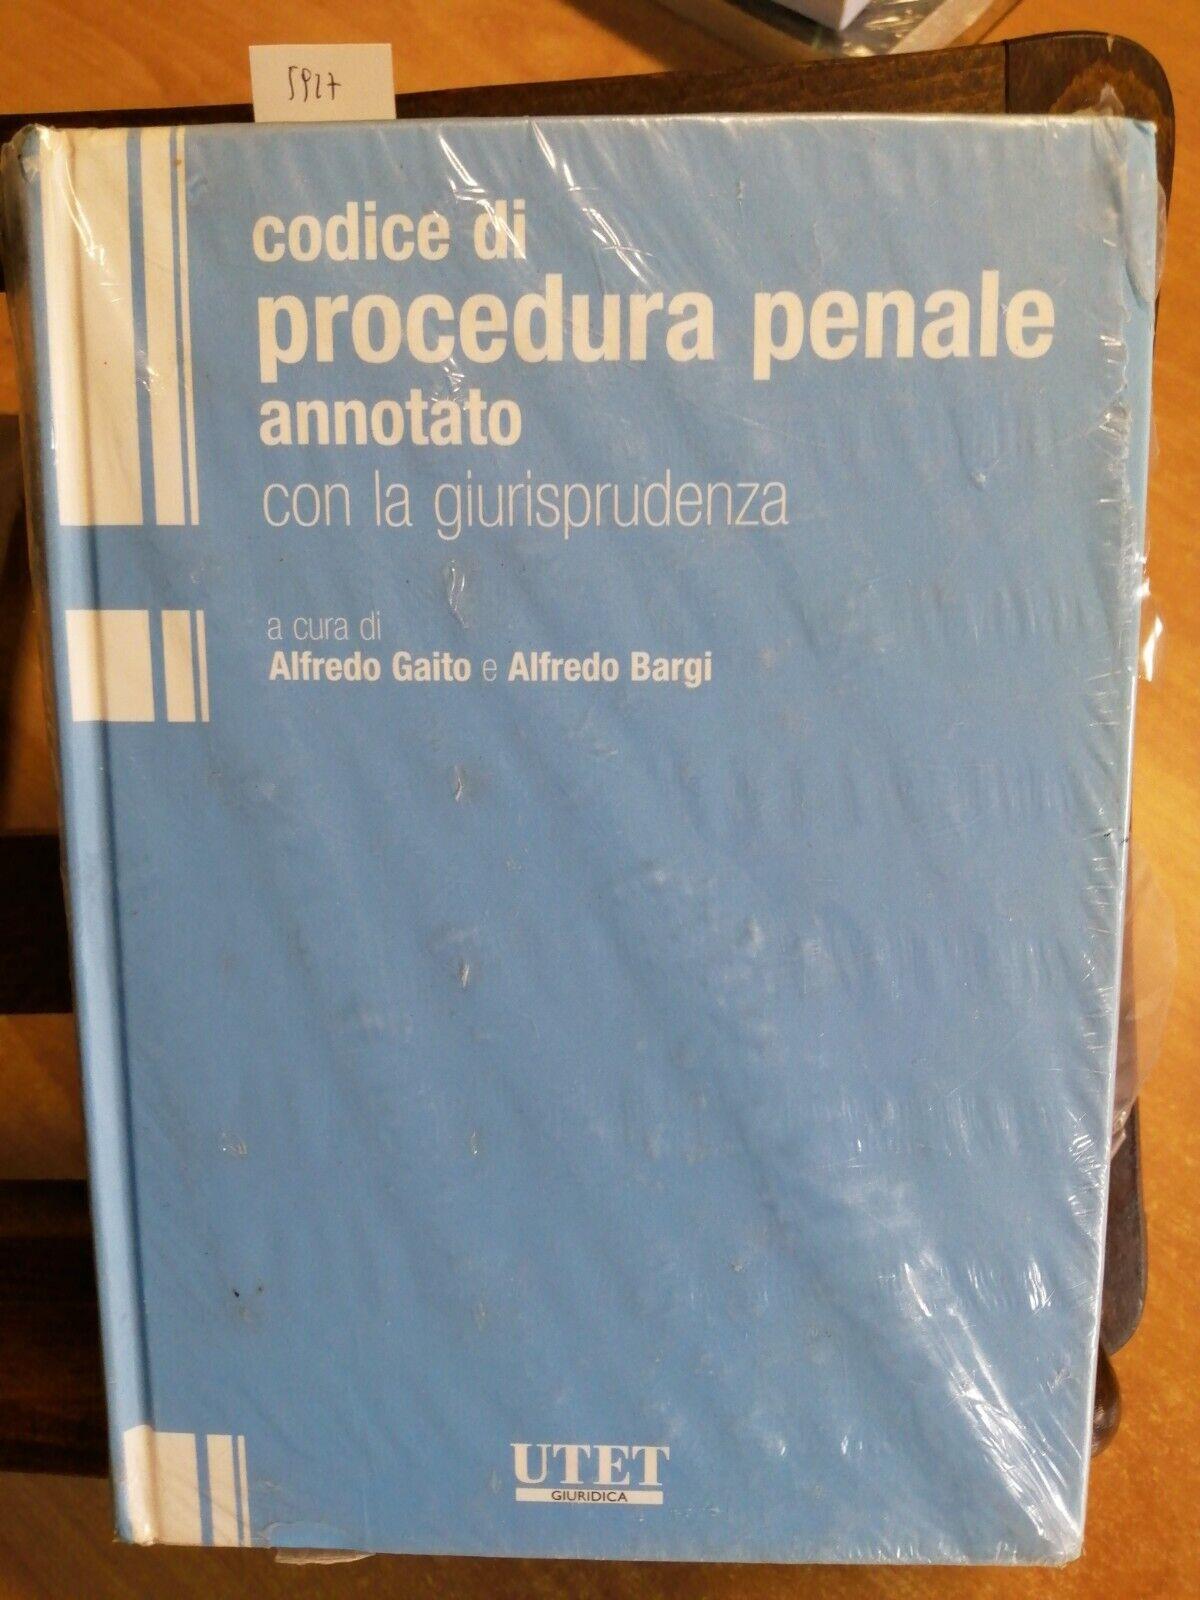 5927
codice di
procedura penale
annotato
con la giurisprudenza
a cura di
Alfredo Gaito e Alfredo Bargi
UTET
GIURIDICA